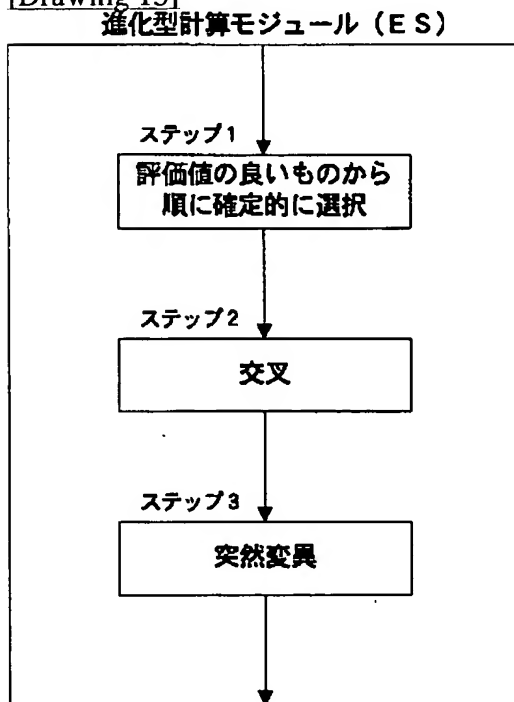 [Drawing 15]
進化型計算モジュール（ES）
ステップ1
評価値の良いものから
順に確定的に選択
ステップ2
交叉
ステップ3
突然変異